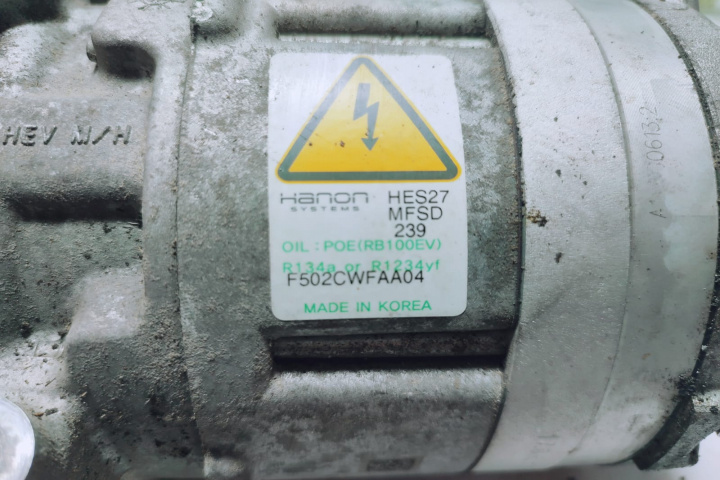 HEV M/H
Hanon
SYSTEMS
HES27
MFSD
239
OIL : POE(RB100EV)
R134a or R1234yf
F502CWFAA04
MADE IN KOREA